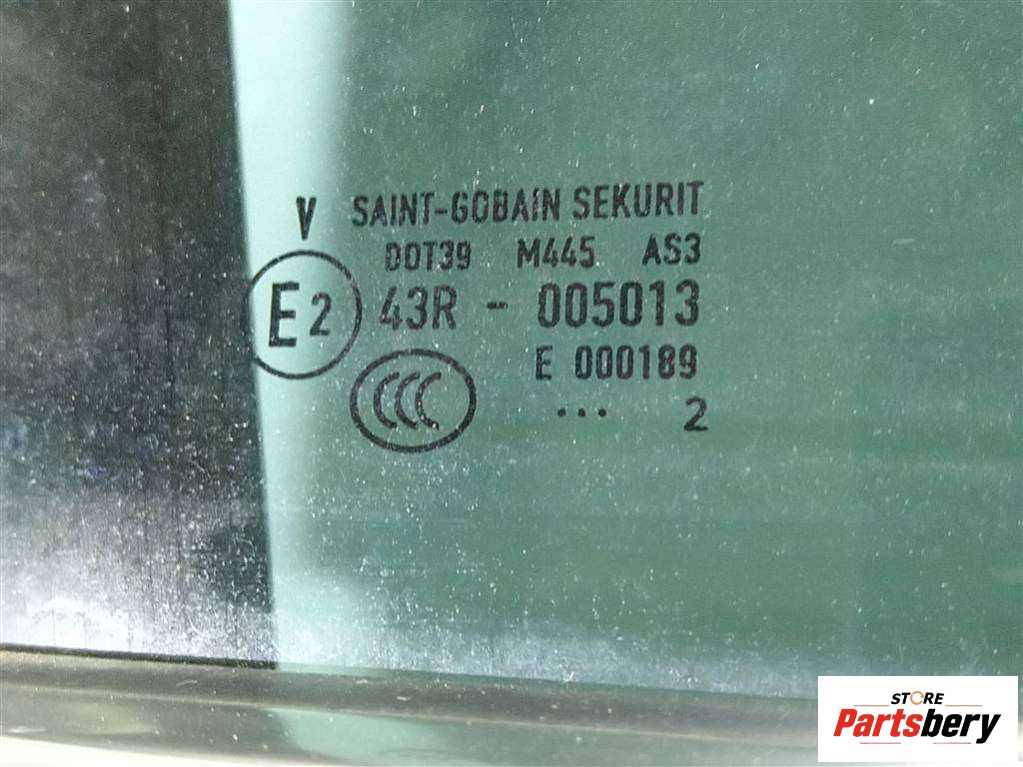 V SAINT-GOBAIN SEKURIT
DOT39 M445 AS3
E2 43R - 005013
E 000189
CCC ... 2
STORE
Partsbery